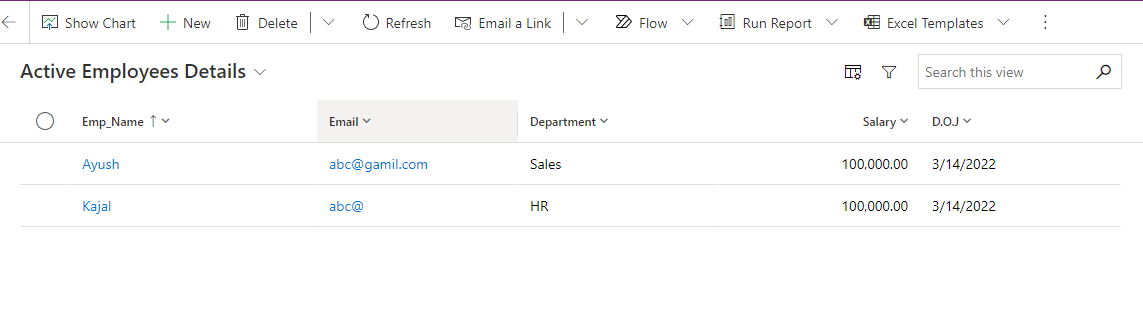 Show Chart New Delete Refresh Email a Link Flow Run Report Excel Templates
Active Employees Details Search this view
Emp_Name Email Department Salary D.O.J
Ayush abc@gamil.com Sales 100,000.00 3/14/2022
Kajal abc@ HR 100,000.00 3/14/2022